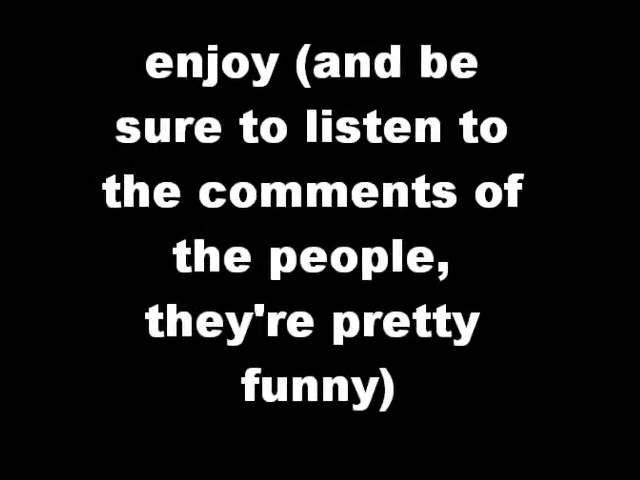 enjoy (and be
sure to listen to
the comments of
the people,
they're pretty
funny)